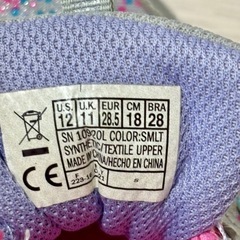 U.S. UK EUR CM BRA
12 11 28.5 18 28
SN 10920L COLOR:SMLT
SYNTHETIC/TEXTILE UPPER
MADE IN CHINA/HECHO EN CHINA
CE